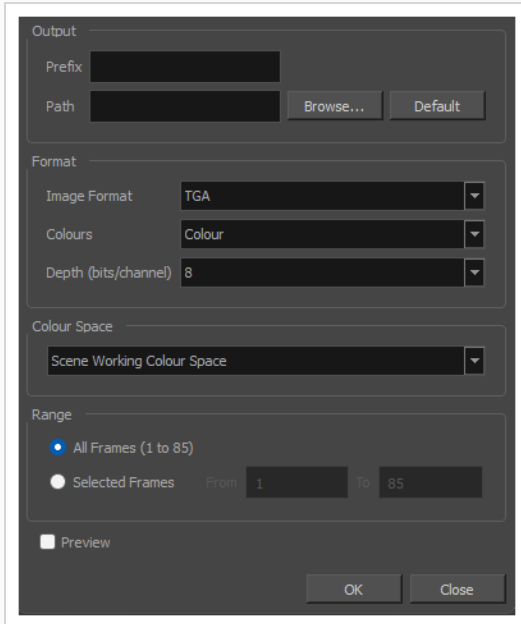 Output
Prefix
Path Browse... Default
Format
Image Format TGA
Colours Colour
Depth (bits/channel) 8
Colour Space
Scene Working Colour Space
Range
All Frames (1 to 85)
Selected Frames From 1 To 85
Preview
OK Close